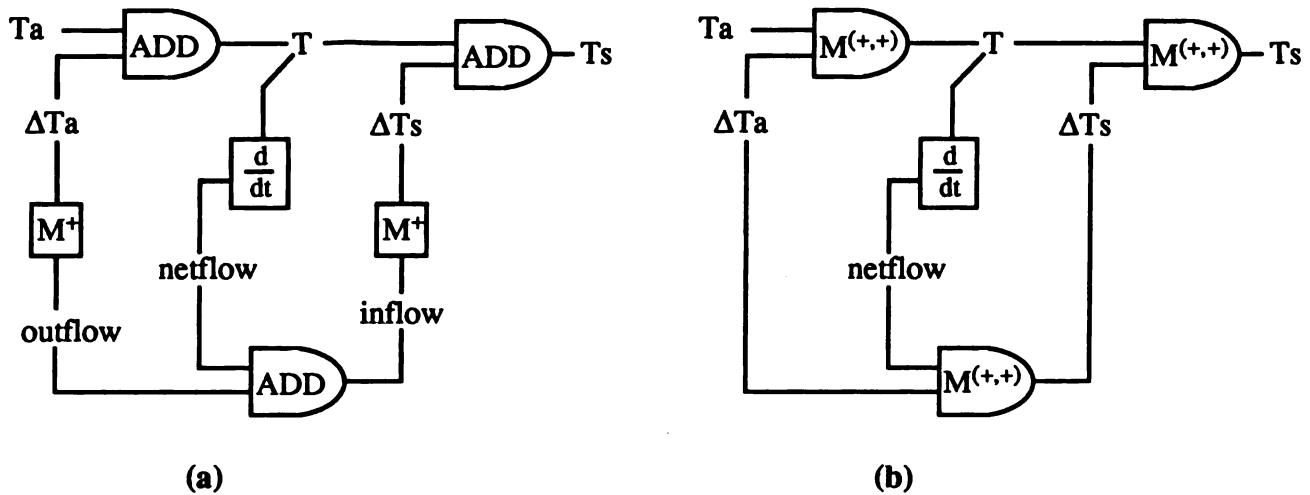 Ta
ADD
T
ADD
Ts
ΔTa
ΔTs
d
dt
M+
M+
netflow
outflow
inflow
ADD
(a)
Ta
M(+,+)
T
M(+,+)
Ts
ΔTa
ΔTs
d
dt
netflow
M(+,+)
(b)